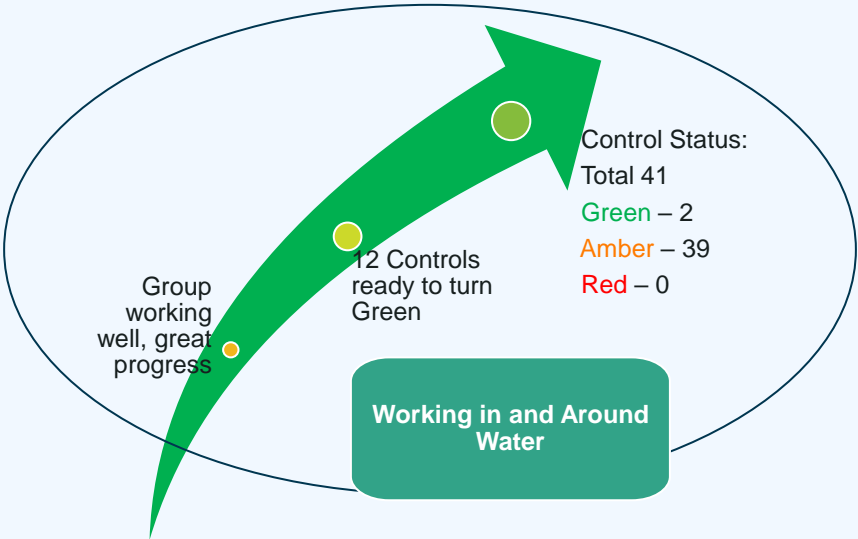 Group
working
well, great
progress
12 Controls
ready to turn
Green
Control Status:
Total 41
Green – 2
Amber – 39
Red – 0
Working in and Around
Water